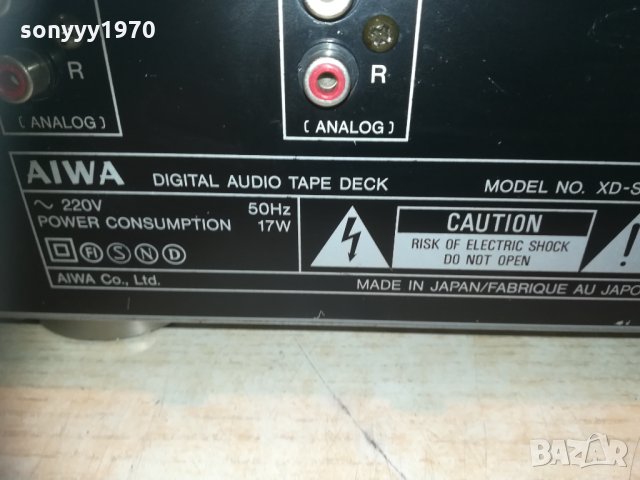 sonyyy1970
R
R
( ANALOG )
( ANALOG )
AIWA DIGITAL AUDIO TAPE DECK MODEL NO. XD-S
~ 220V 50Hz
POWER CONSUMPTION 17W
CAUTION
RISK OF ELECTRIC SHOCK
DO NOT OPEN
FI S N D
AIWA Co., Ltd.
MADE IN JAPAN/FABRIQUE AU JAPO
BAZAR